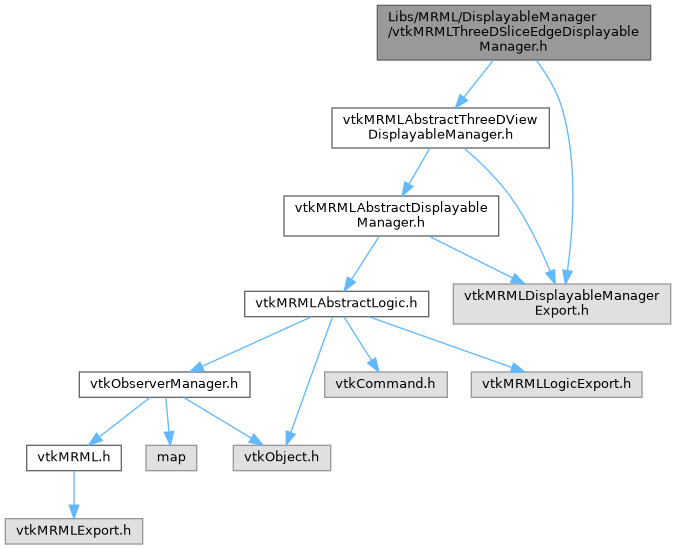 Libs/MRML/DisplayableManager
/vtkMRMLThreeDSliceEdgeDisplayable
Manager.h
vtkMRMLAbstractThreeDView
DisplayableManager.h
vtkMRMLAbstractDisplayable
Manager.h
vtkMRMLDisplayableManager
Export.h
vtkMRMLAbstractLogic.h
vtkObserverManager.h
vtkCommand.h
vtkMRMLLogicExport.h
vtkMRML.h
map
vtkObject.h
vtkMRMLExport.h